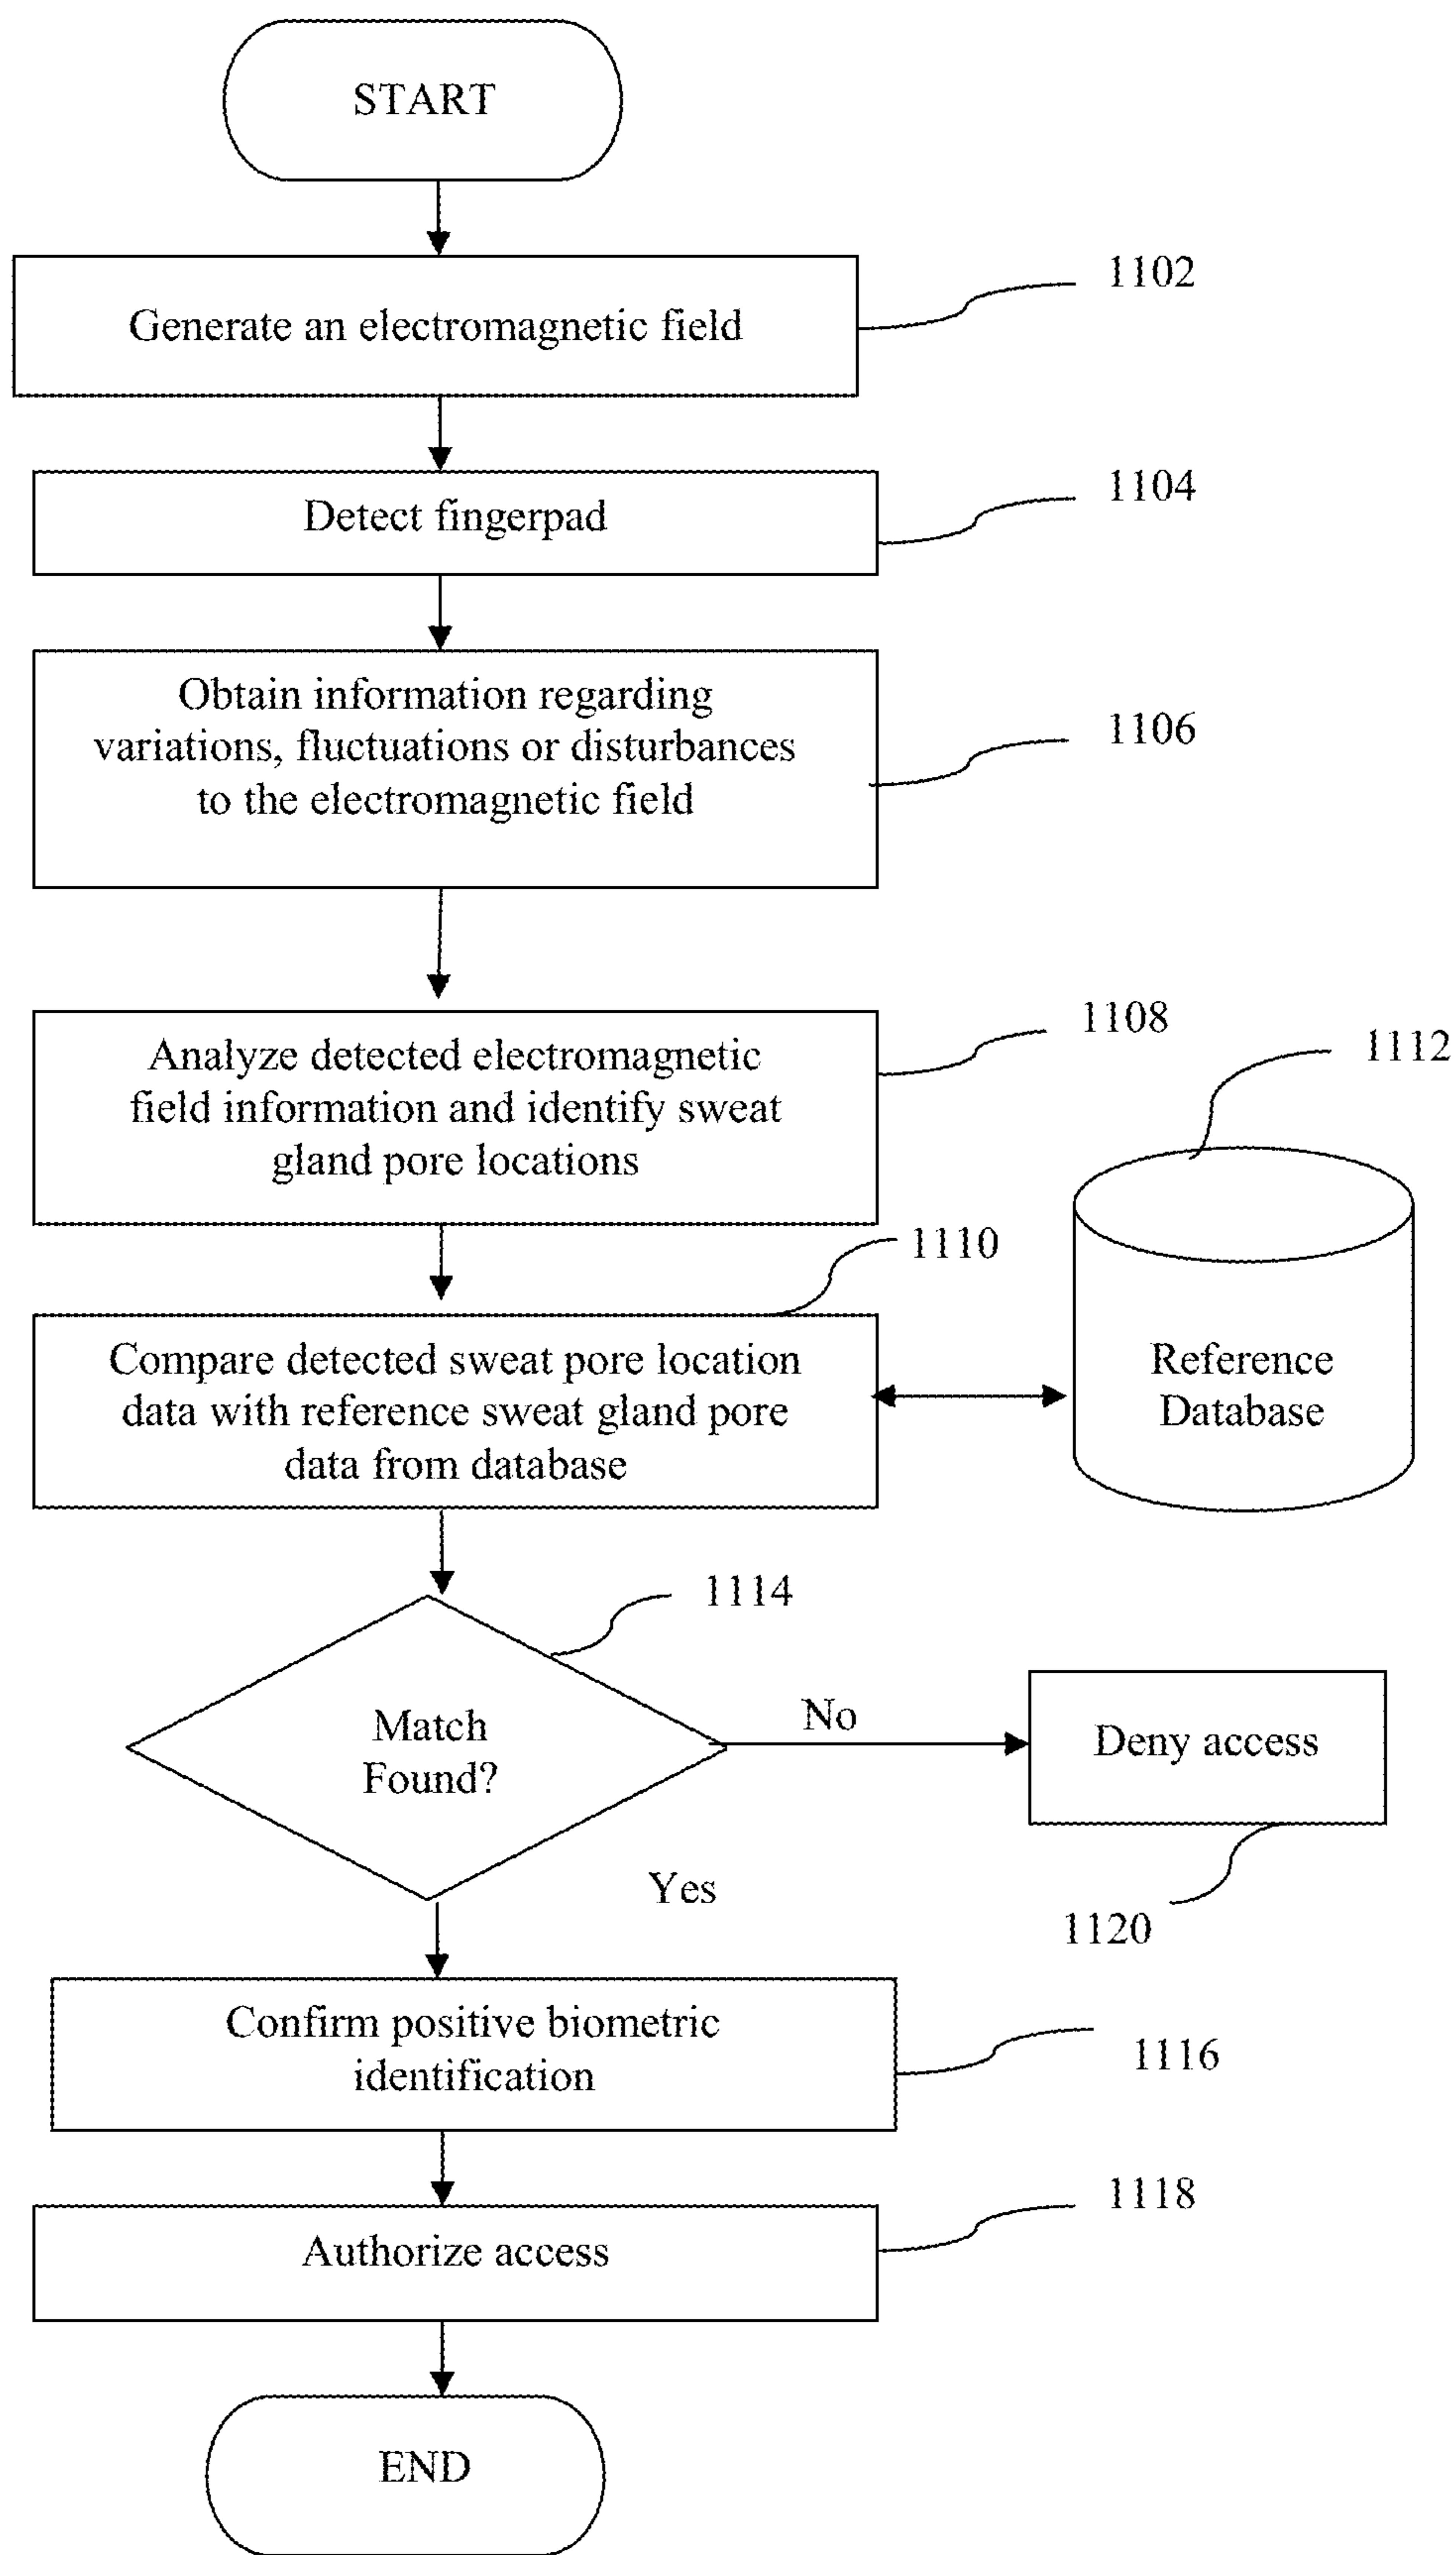 START
1102
Generate an electromagnetic field
1104
Detect fingerpad
Obtain information regarding
variations, fluctuations or disturbances
to the electromagnetic field
1106
1108
1112
Analyze detected electromagnetic
field information and identify sweat
gland pore locations
1110
Compare detected sweat pore location
data with reference sweat gland pore
data from database
Reference
Database
1114
Match
Found?
No
Deny access
Yes
1120
Confirm positive biometric
identification
1116
1118
Authorize access
END